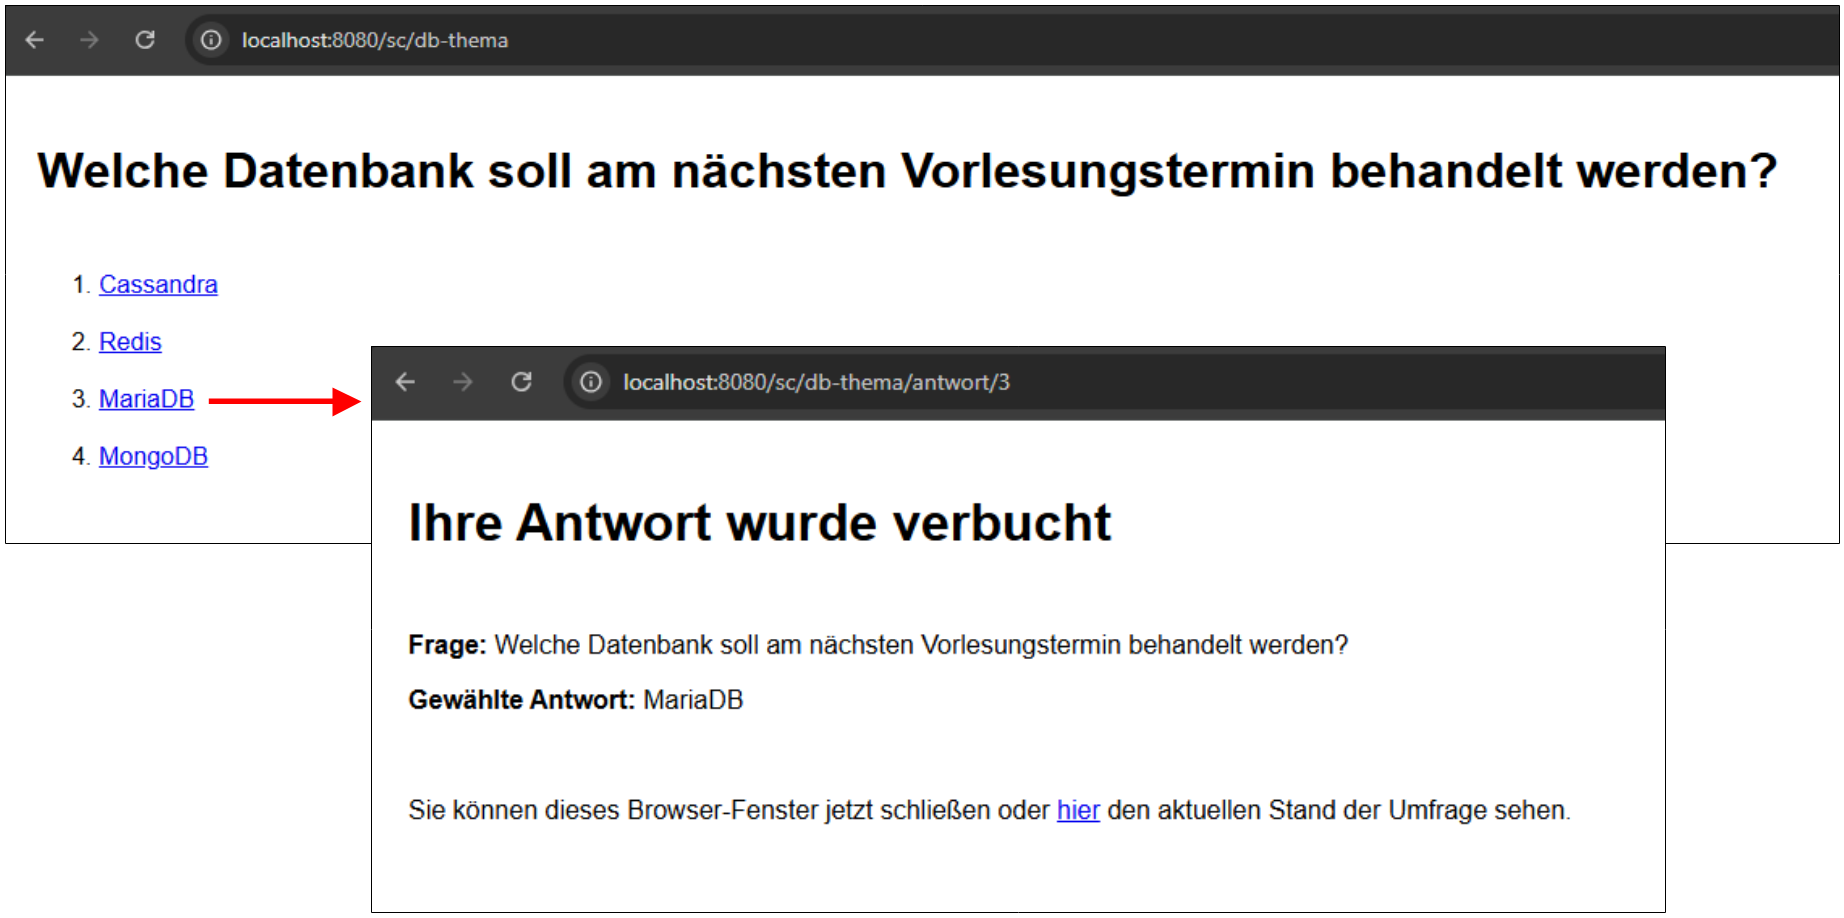 localhost:8080/sc/db-thema
Welche Datenbank soll am nächsten Vorlesungstermin behandelt werden?
1. Cassandra
2. Redis
3. MariaDB
4. MongoDB
localhost:8080/sc/db-thema/antwort/3
Ihre Antwort wurde verbucht
Frage: Welche Datenbank soll am nächsten Vorlesungstermin behandelt werden?
Gewählte Antwort: MariaDB
Sie können dieses Browser-Fenster jetzt schließen oder hier den aktuellen Stand der Umfrage sehen.